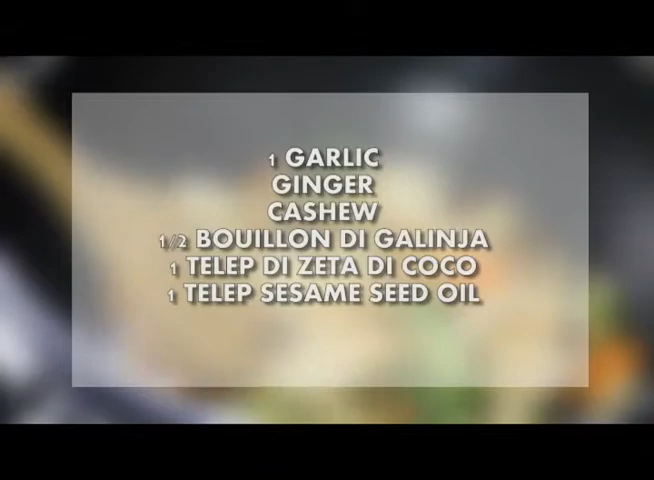 1 GARLIC
GINGER
CASHEW
1/2 BOUILLON DI GALINJA
1 TELEP DI ZETA DI COCO
1 TELEP SESAME SEED OIL